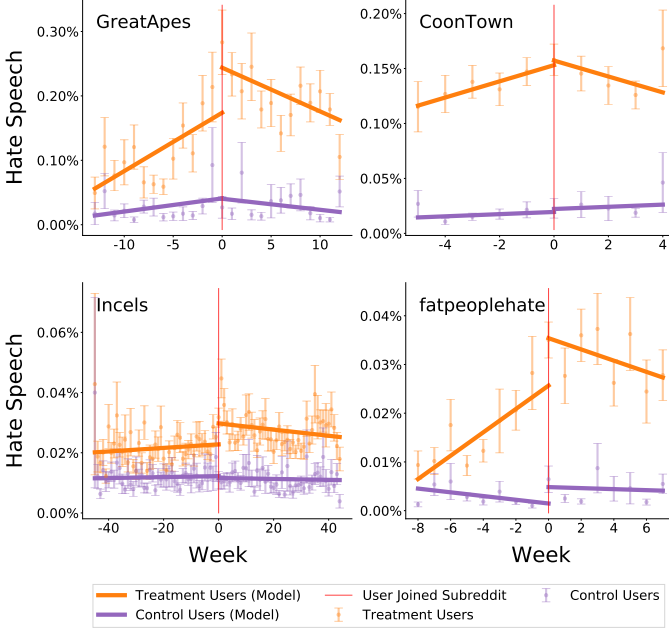 GreatApes
CoonTown
Hate Speech
0.30%
0.20%
0.10%
0.00%
-10 -5 0 5 10
0.20%
0.15%
0.10%
0.05%
0.00%
-4 -2 0 2 4
Incels
fatpeoplehate
Hate Speech
0.06%
0.04%
0.02%
0.00%
-40 -20 0 20 40
0.04%
0.03%
0.02%
0.01%
0.00%
-8 -6 -4 -2 0 2 4 6
Week
Week
Treatment Users (Model)
User Joined Subreddit
Control Users
Control Users (Model)
Treatment Users